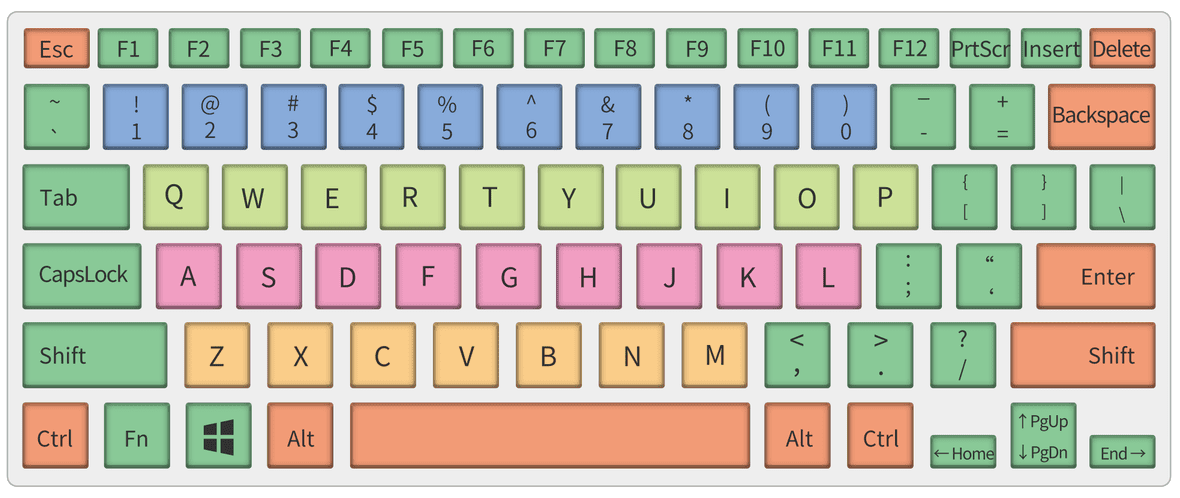 Esc F1 F2 F3 F4 F5 F6 F7 F8 F9 F10 F11 F12 PrtScr Insert Delete
~ ! @ # $ % ^ & * ( ) — +
` 1 2 3 4 5 6 7 8 9 0 - = Backspace
Tab Q W E R T Y U I O P { } |
[ ] \
CapsLock A S D F G H J K L : “ Enter
; ‘
Shift Z X C V B N M < > ? Shift
, . /
Ctrl Fn Alt Alt Ctrl ↑PgUp
←Home ↓PgDn End→